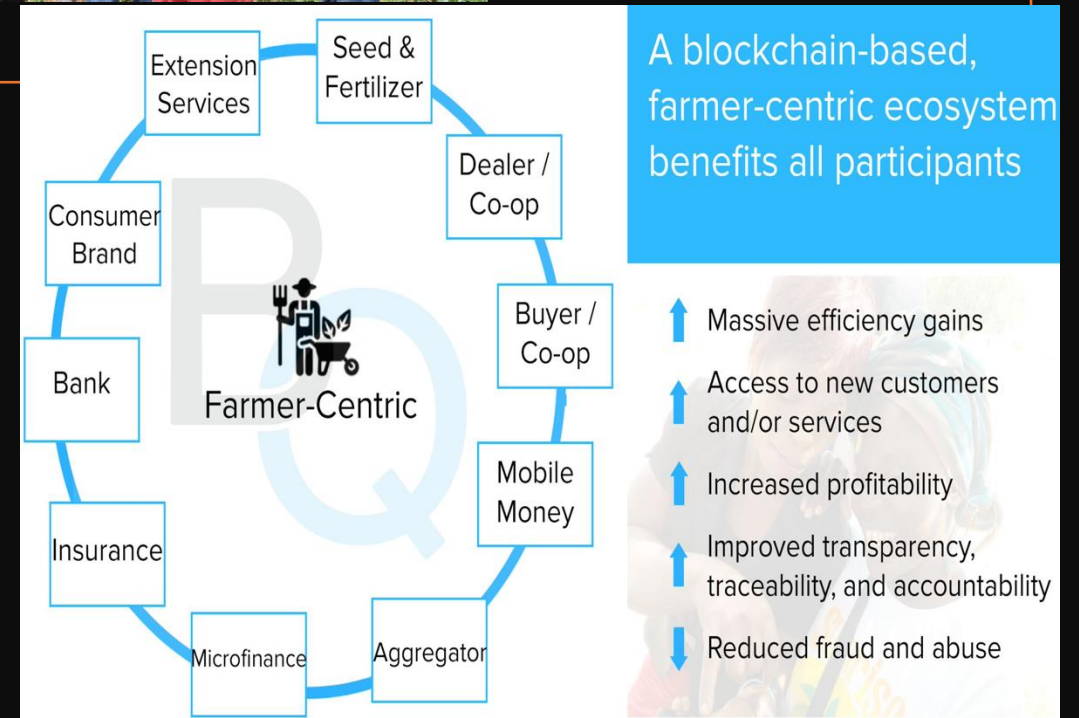 Extension
Services
Seed &
Fertilizer
Dealer /
Co-op
Buyer /
Co-op
Mobile
Money
Aggregator
Microfinance
Insurance
Bank
Consumer
Brand
BQ
Farmer-Centric
A blockchain-based,
farmer-centric ecosystem
benefits all participants
Massive efficiency gains
Access to new customers
and/or services
Increased profitability
Improved transparency,
traceability, and accountability
Reduced fraud and abuse